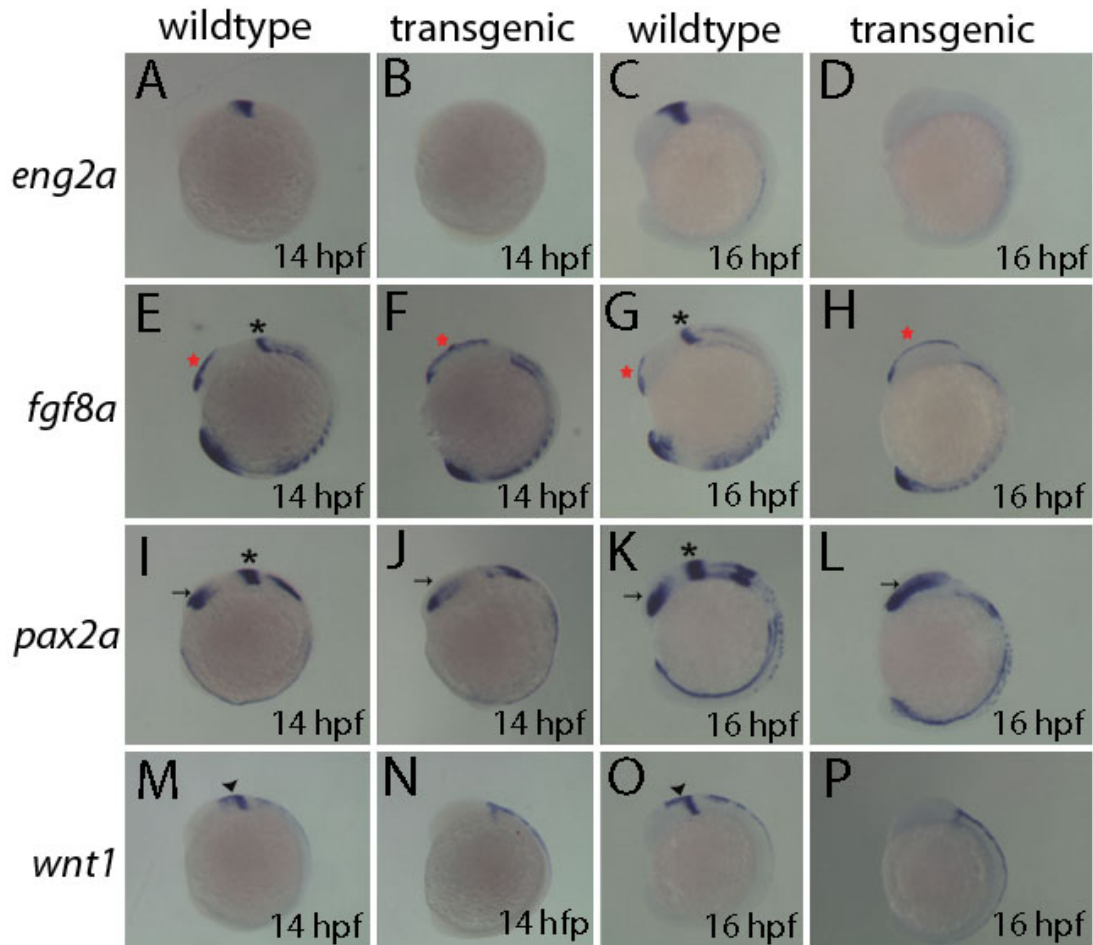 wildtype transgenic wildtype transgenic
A B C D
eng2a
14 hpf 14 hpf 16 hpf 16 hpf
E * F G * H
fgf8a
14 hpf 14 hpf 16 hpf 16 hpf
I * J K * L
pax2a
14 hpf 14 hpf 16 hpf 16 hpf
M N O P
wnt1
14 hpf 14 hfp 16 hpf 16 hpf